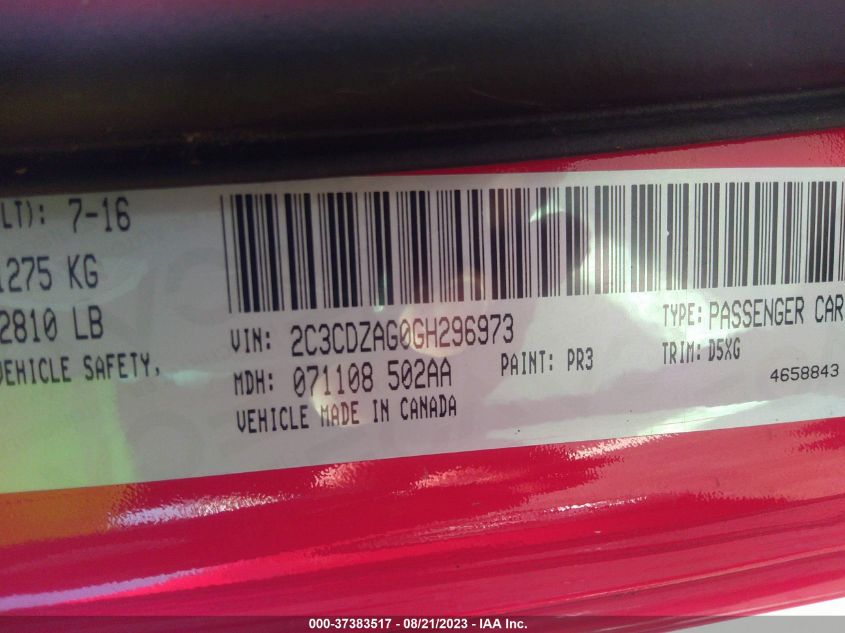 LT): 7-16
1275 KG
2810 LB
VEHICLE SAFETY,
VIN: 2C3CDZAG0GH296973
TYPE: PASSENGER CAR
MDH: 071108 502AA
PAINT: PR3
TRIM: D5XG
VEHICLE MADE IN CANADA
4658843
000-37383517 - 08/21/2023 - IAA Inc.